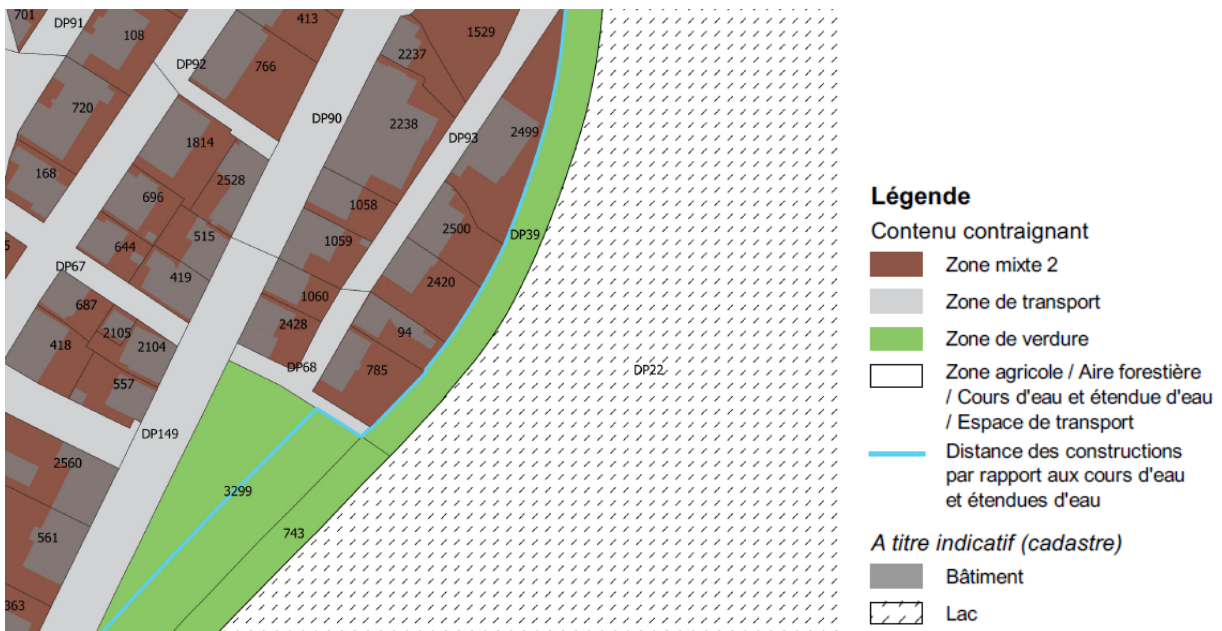 701
DP91
108
413
1529
DP92
766
2237
720
DP90
2238
DP93
2499
1814
168
2528
696
1058
DP39
644
515
1059
2500
5
DP67
419
2420
687
1060
2105
2428
94
418
2104
557
DP68
785
DP22
DP149
2560
3299
743
561
363
Légende
Contenu contraignant
Zone mixte 2
Zone de transport
Zone de verdure
Zone agricole / Aire forestière
/ Cours d'eau et étendue d'eau
/ Espace de transport
Distance des constructions
par rapport aux cours d'eau
et étendues d'eau
A titre indicatif (cadastre)
Bâtiment
Lac